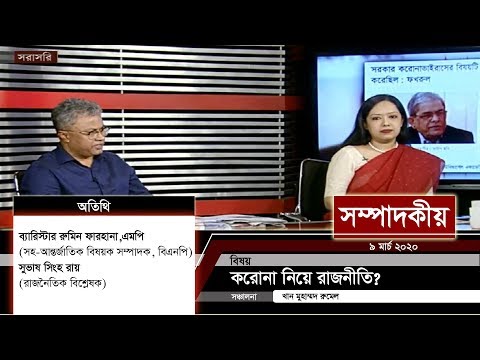 সরাসরি
সরকার করোনাভাইরাসের বিষয়টি
করেছিল : ফখরুল
অতিথি
ব্যারিস্টার রুমিন ফারহানা,এমপি
(সহ-আন্তর্জাতিক বিষয়ক সম্পাদক, বিএনপি)
সুভাষ সিংহ রায়
(রাজনৈতিক বিশ্লেষক)
সম্পাদকীয়
৯ মার্চ ২০২০
বিষয়
করোনা নিয়ে রাজনীতি?
সঞ্চালনা
খান মুহাম্মদ রুমেল